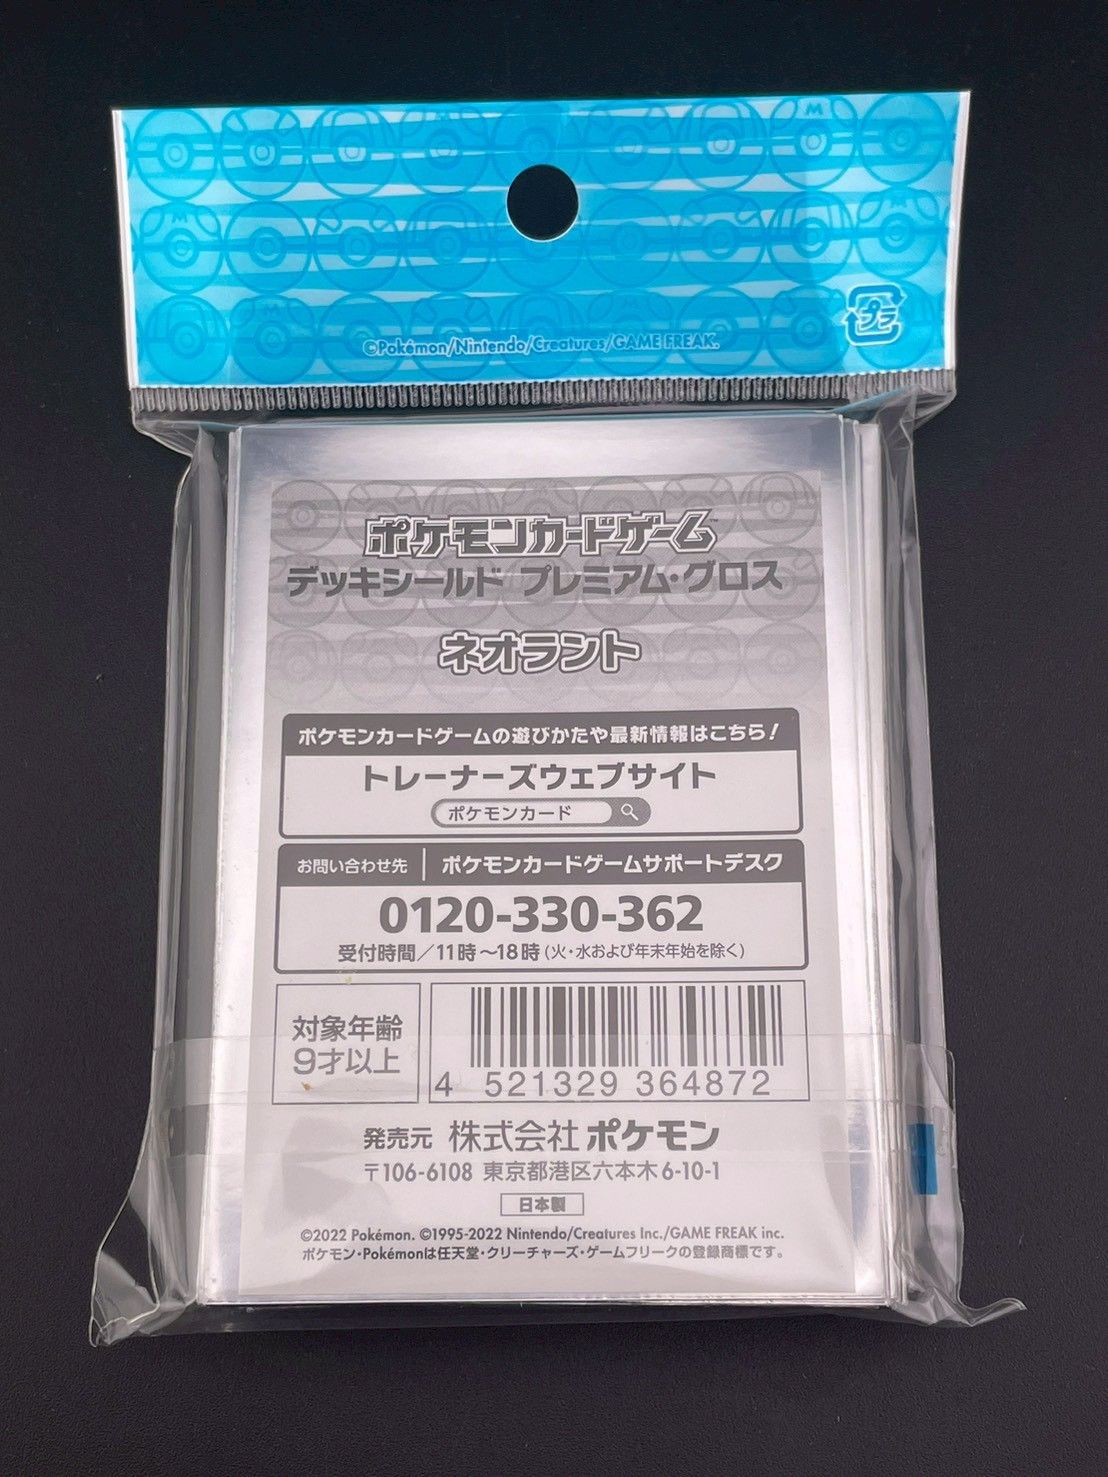 プラ
©Pokémon/Nintendo/Creatures/GAME FREAK.
ポケモンカードゲーム™
デッキシールド プレミアム・グロス
ネオラント
ポケモンカードゲームの遊びかたや最新情報はこちら!
トレーナーズウェブサイト
ポケモンカード
お問い合わせ先 ポケモンカードゲームサポートデスク
0120-330-362
受付時間/11時~18時(火・水および年末年始を除く)
対象年齢
9才以上
4 521329 364872
発売元 株式会社ポケモン
〒106-6108 東京都港区六本木6-10-1
日本製
©2022 Pokémon. ©1995-2022 Nintendo/Creatures Inc./GAME FREAK inc.
ポケモン・Pokémonは任天堂・クリーチャーズ・ゲームフリークの登録商標です。